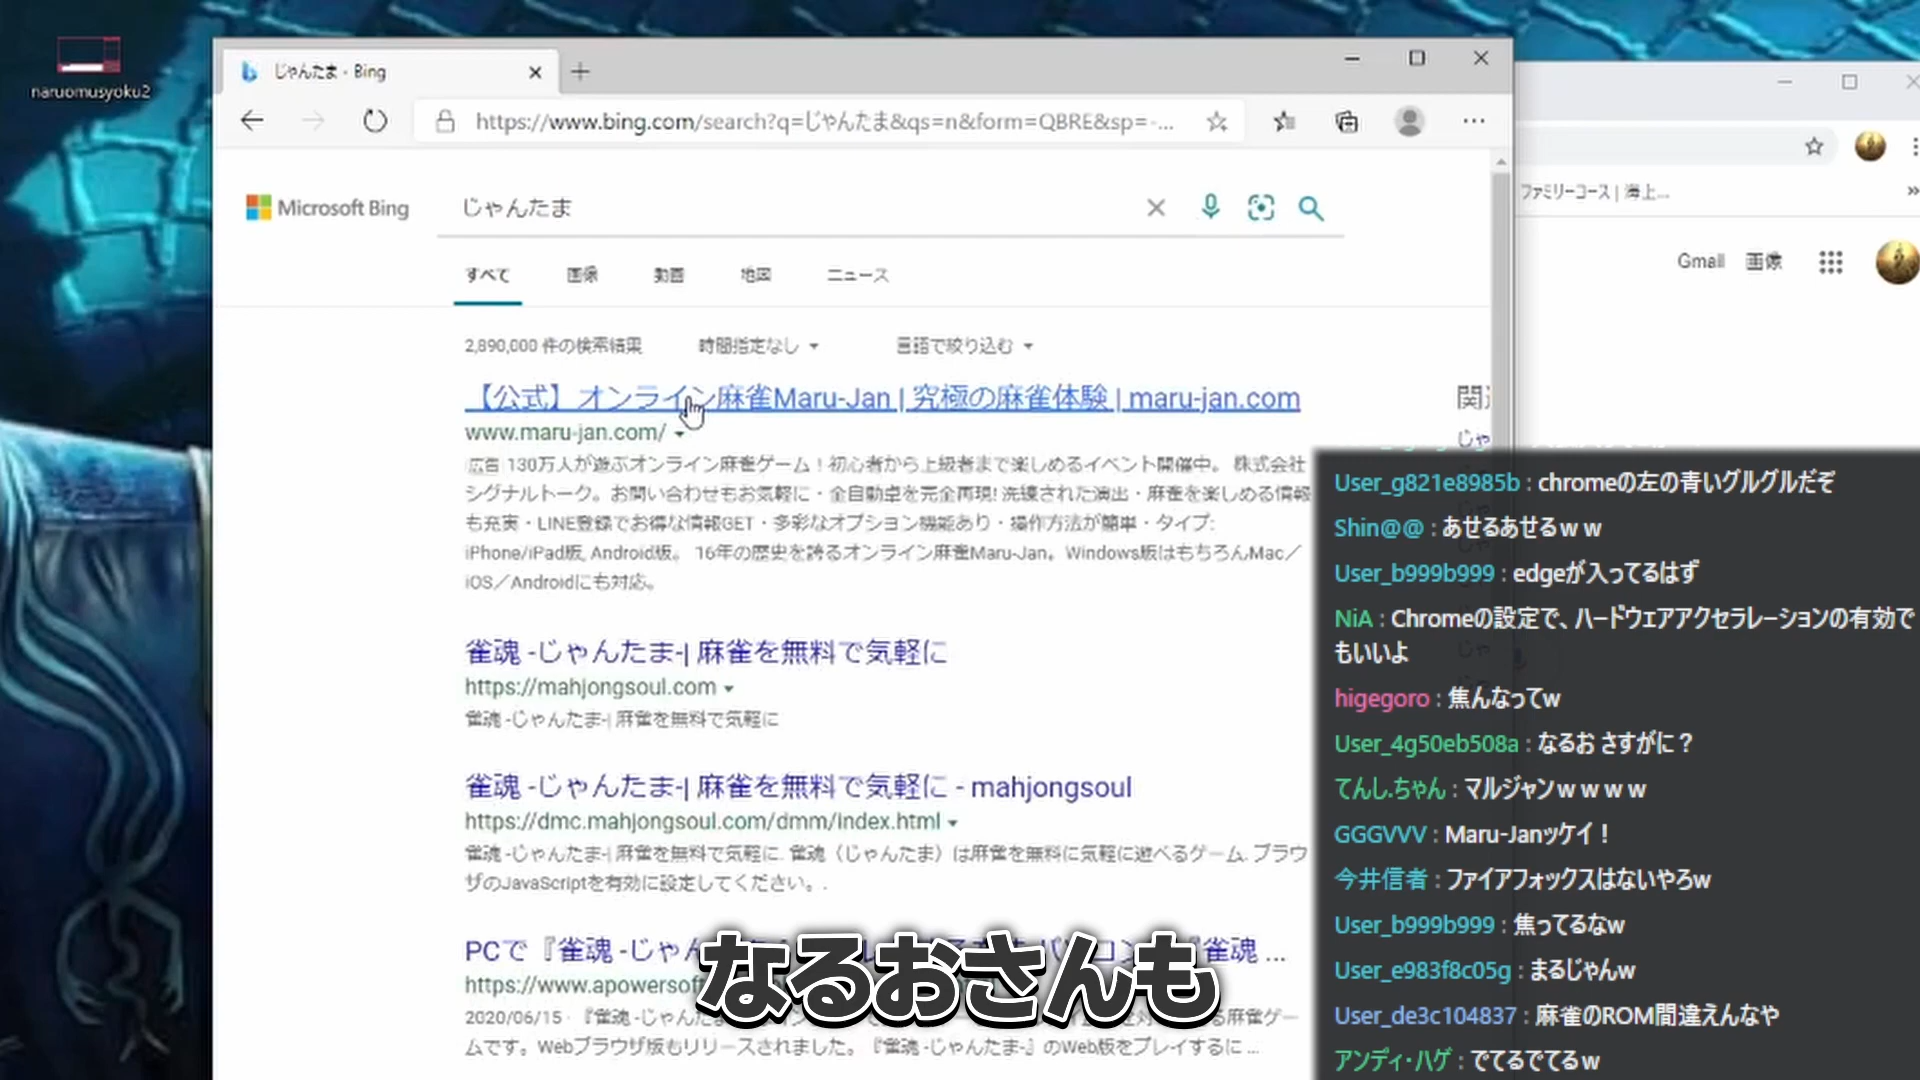 naruomusyoku2
じゃんたま - Bing
https://www.bing.com/search?q=じゃんたま&qs=n&form=QBRE&sp=-...
ファミリーコース | 海上...
Microsoft Bing
じゃんたま
Gmail 画像
すべて 画像 動画 地図 ニュース
2,890,000 件の検索結果 時間指定なし 言語で絞り込む
【公式】オンライン麻雀Maru-Jan | 究極の麻雀体験 | maru-jan.com
www.maru-jan.com/
広告 130万人が遊ぶオンライン麻雀ゲーム！初心者から上級者まで楽しめるイベント開催中。 株式会社
シグナルトーク。お問い合わせもお気軽に・全自動卓を完全再現! 洗練された演出・麻雀を楽しめる情報
も充実・LINE登録でお得な情報GET・多彩なオプション機能あり・操作方法が簡単・タイプ:
iPhone/iPad版, Android版。 16年の歴史を誇るオンライン麻雀Maru-Jan。Windows版はもちろんMac／
iOS／Androidにも対応。
雀魂 -じゃんたま-| 麻雀を無料で気軽に
https://mahjongsoul.com
雀魂 -じゃんたま-| 麻雀を無料で気軽に
雀魂 -じゃんたま-| 麻雀を無料で気軽に - mahjongsoul
https://dmc.mahjongsoul.com/dmm/index.html
雀魂 -じゃんたま-| 麻雀を無料で気軽に. 雀魂（じゃんたま）は麻雀を無料に気軽に遊べるゲーム. ブラウ
ザのJavaScriptを有効に設定してください。.
PCで『雀魂 -じゃん 『雀魂 ...
https://www.apowersof
2020/06/15 · 『雀魂 -じゃんた る麻雀ゲー
ムです。Webブラウザ版もリリースされました。『雀魂 -じゃんたま-』のWeb版をプレイするに ...
なるおさんも
じゃ
User_g821e8985b : chromeの左の青いグルグルだぞ
Shin@@ : あせるあせるｗｗ
User_b999b999 : edgeが入ってるはず
NiA : Chromeの設定で、ハードウェアアクセラレーションの有効で
もいいよ
higegoro : 焦んなってw
User_4g50eb508a : なるお さすがに？
てんし.ちゃん : マルジャンｗｗｗｗ
GGGVVV : Maru-Janッケイ！
今井信者 : ファイアフォックスはないやろw
User_b999b999 : 焦ってるなw
User_e983f8c05g : まるじゃんw
User_de3c104837 : 麻雀のROM間違えんなや
アンディ・ハゲ : でてるでてるｗ